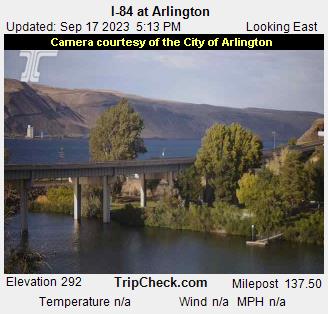 I-84 at Arlington
Updated: Sep 17 2023 5:13 PM Looking East
Camera courtesy of the City of Arlington
Elevation 292 TripCheck.com Milepost 137.50
Temperature n/a Wind n/a MPH n/a